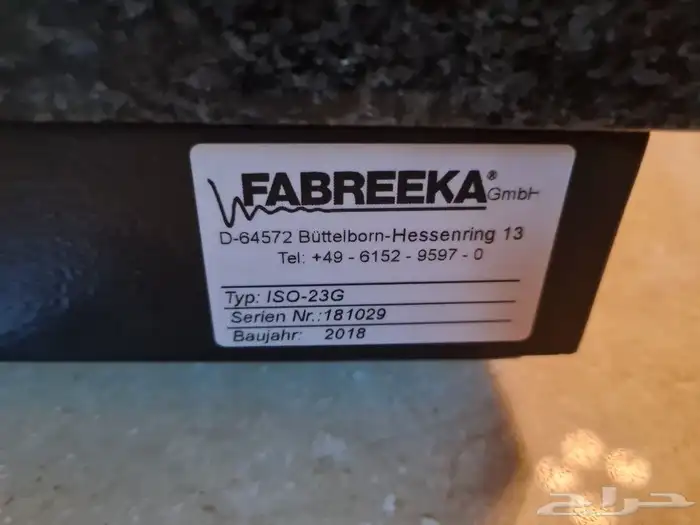 FABREEKA® GmbH
D-64572 Büttelborn-Hessenring 13
Tel: +49 - 6152 - 9597 - 0
Typ: ISO-23G
Serien Nr.:181029
Baujahr: 2018
حراج